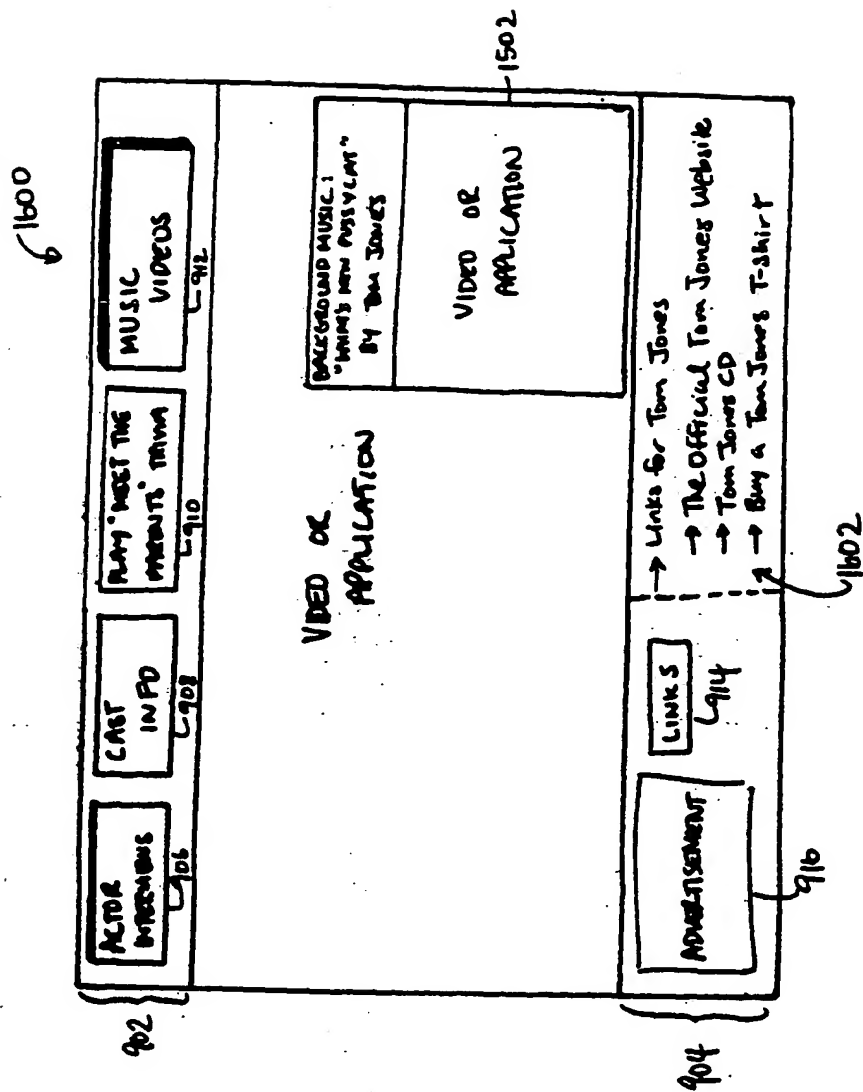 1600
902
ACTOR
INTERVIEWS
906
CAST
INFO
908
PLAY "MEET THE
PARENTS" TRIVIA
910
MUSIC
VIDEOS
912
VIDEO OR
APPLICATION
BACKGROUND MUSIC:
"WHAT'S NEW PUSSYCAT"
BY TOM JONES
VIDEO OR
APPLICATION
1502
904
ADVERTISEMENT
916
LINKS
914
→ Links for Tom Jones
→ The Official Tom Jones Website
→ Tom Jones CD
→ Buy a Tom Jones T-Shirt
1602